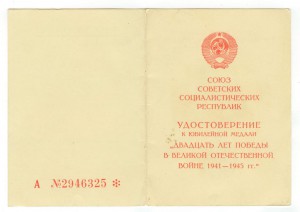 СОЮЗ
СОВЕТСКИХ
СОЦИАЛИСТИЧЕСКИХ
РЕСПУБЛИК
УДОСТОВЕРЕНИЕ
К ЮБИЛЕЙНОЙ МЕДАЛИ
"ДВАДЦАТЬ ЛЕТ ПОБЕДЫ
В ВЕЛИКОЙ ОТЕЧЕСТВЕННОЙ
ВОЙНЕ 1941—1945 гг."
А №2946325 *